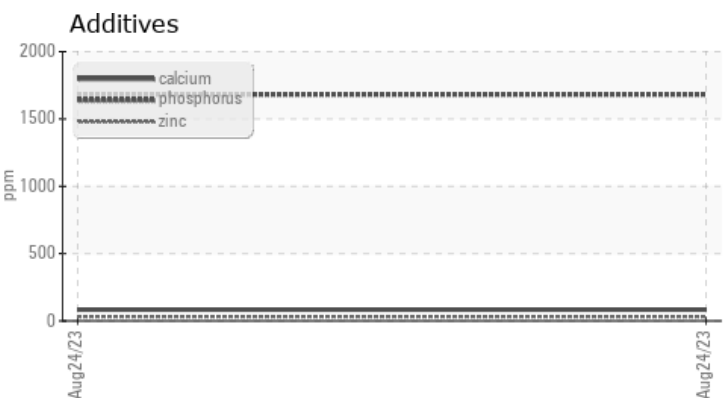 Additives
2000
1500
1000
500
0
ppm
calcium
phosphorus
zinc
Aug24/23
Aug24/23